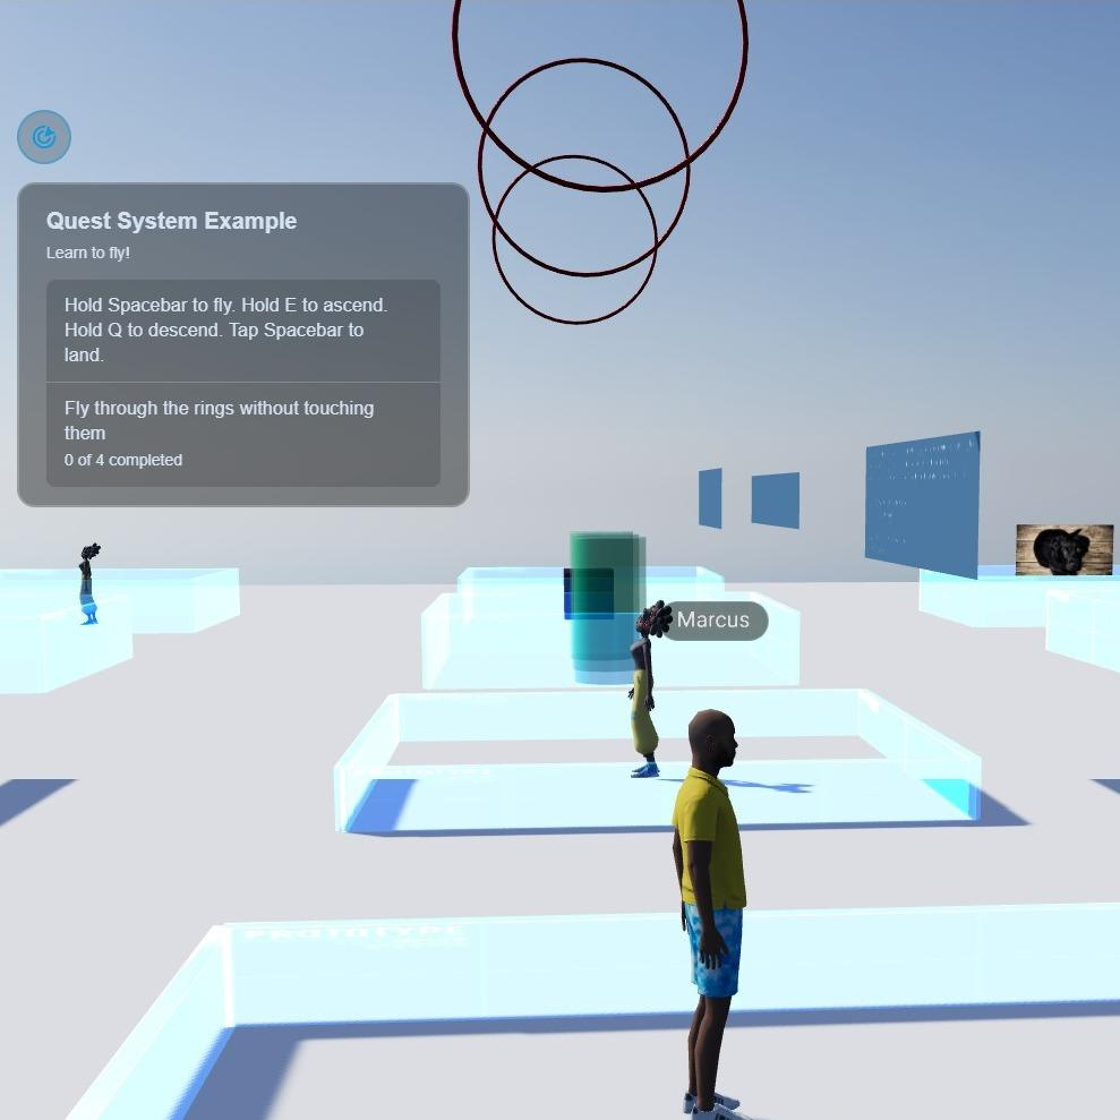 Quest System Example
Learn to fly!
Hold Spacebar to fly. Hold E to ascend.
Hold Q to descend. Tap Spacebar to
land.
Fly through the rings without touching
them
0 of 4 completed
Marcus
PROTOTYPE